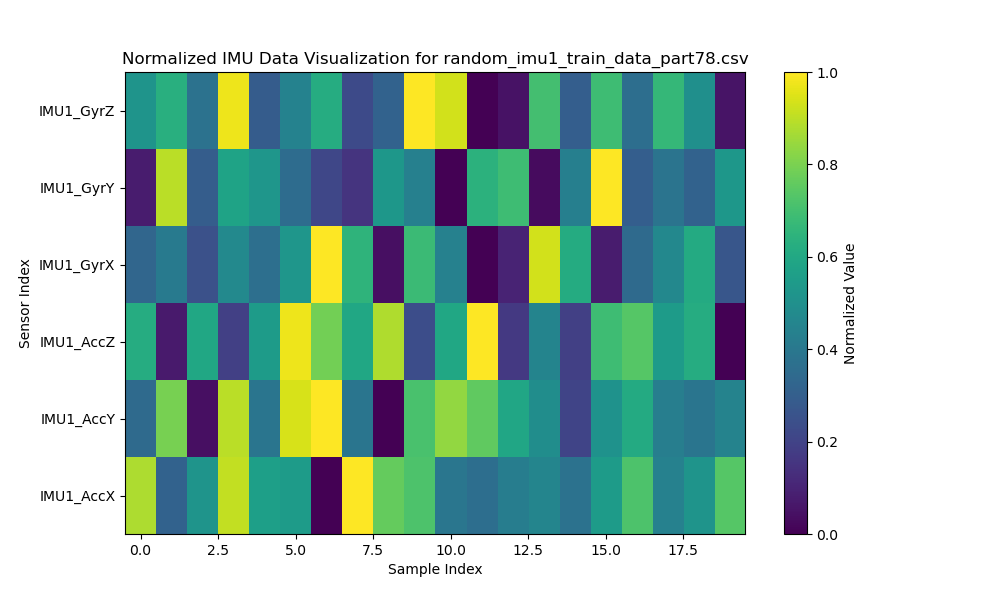 Normalized IMU Data Visualization for random_imu1_train_data_part78.csv
IMU1_GyrZ
IMU1_GyrY
IMU1_GyrX
IMU1_AccZ
IMU1_AccY
IMU1_AccX
Sensor Index
0.0 2.5 5.0 7.5 10.0 12.5 15.0 17.5
Sample Index
1.0
0.8
0.6
0.4
0.2
0.0
Normalized Value